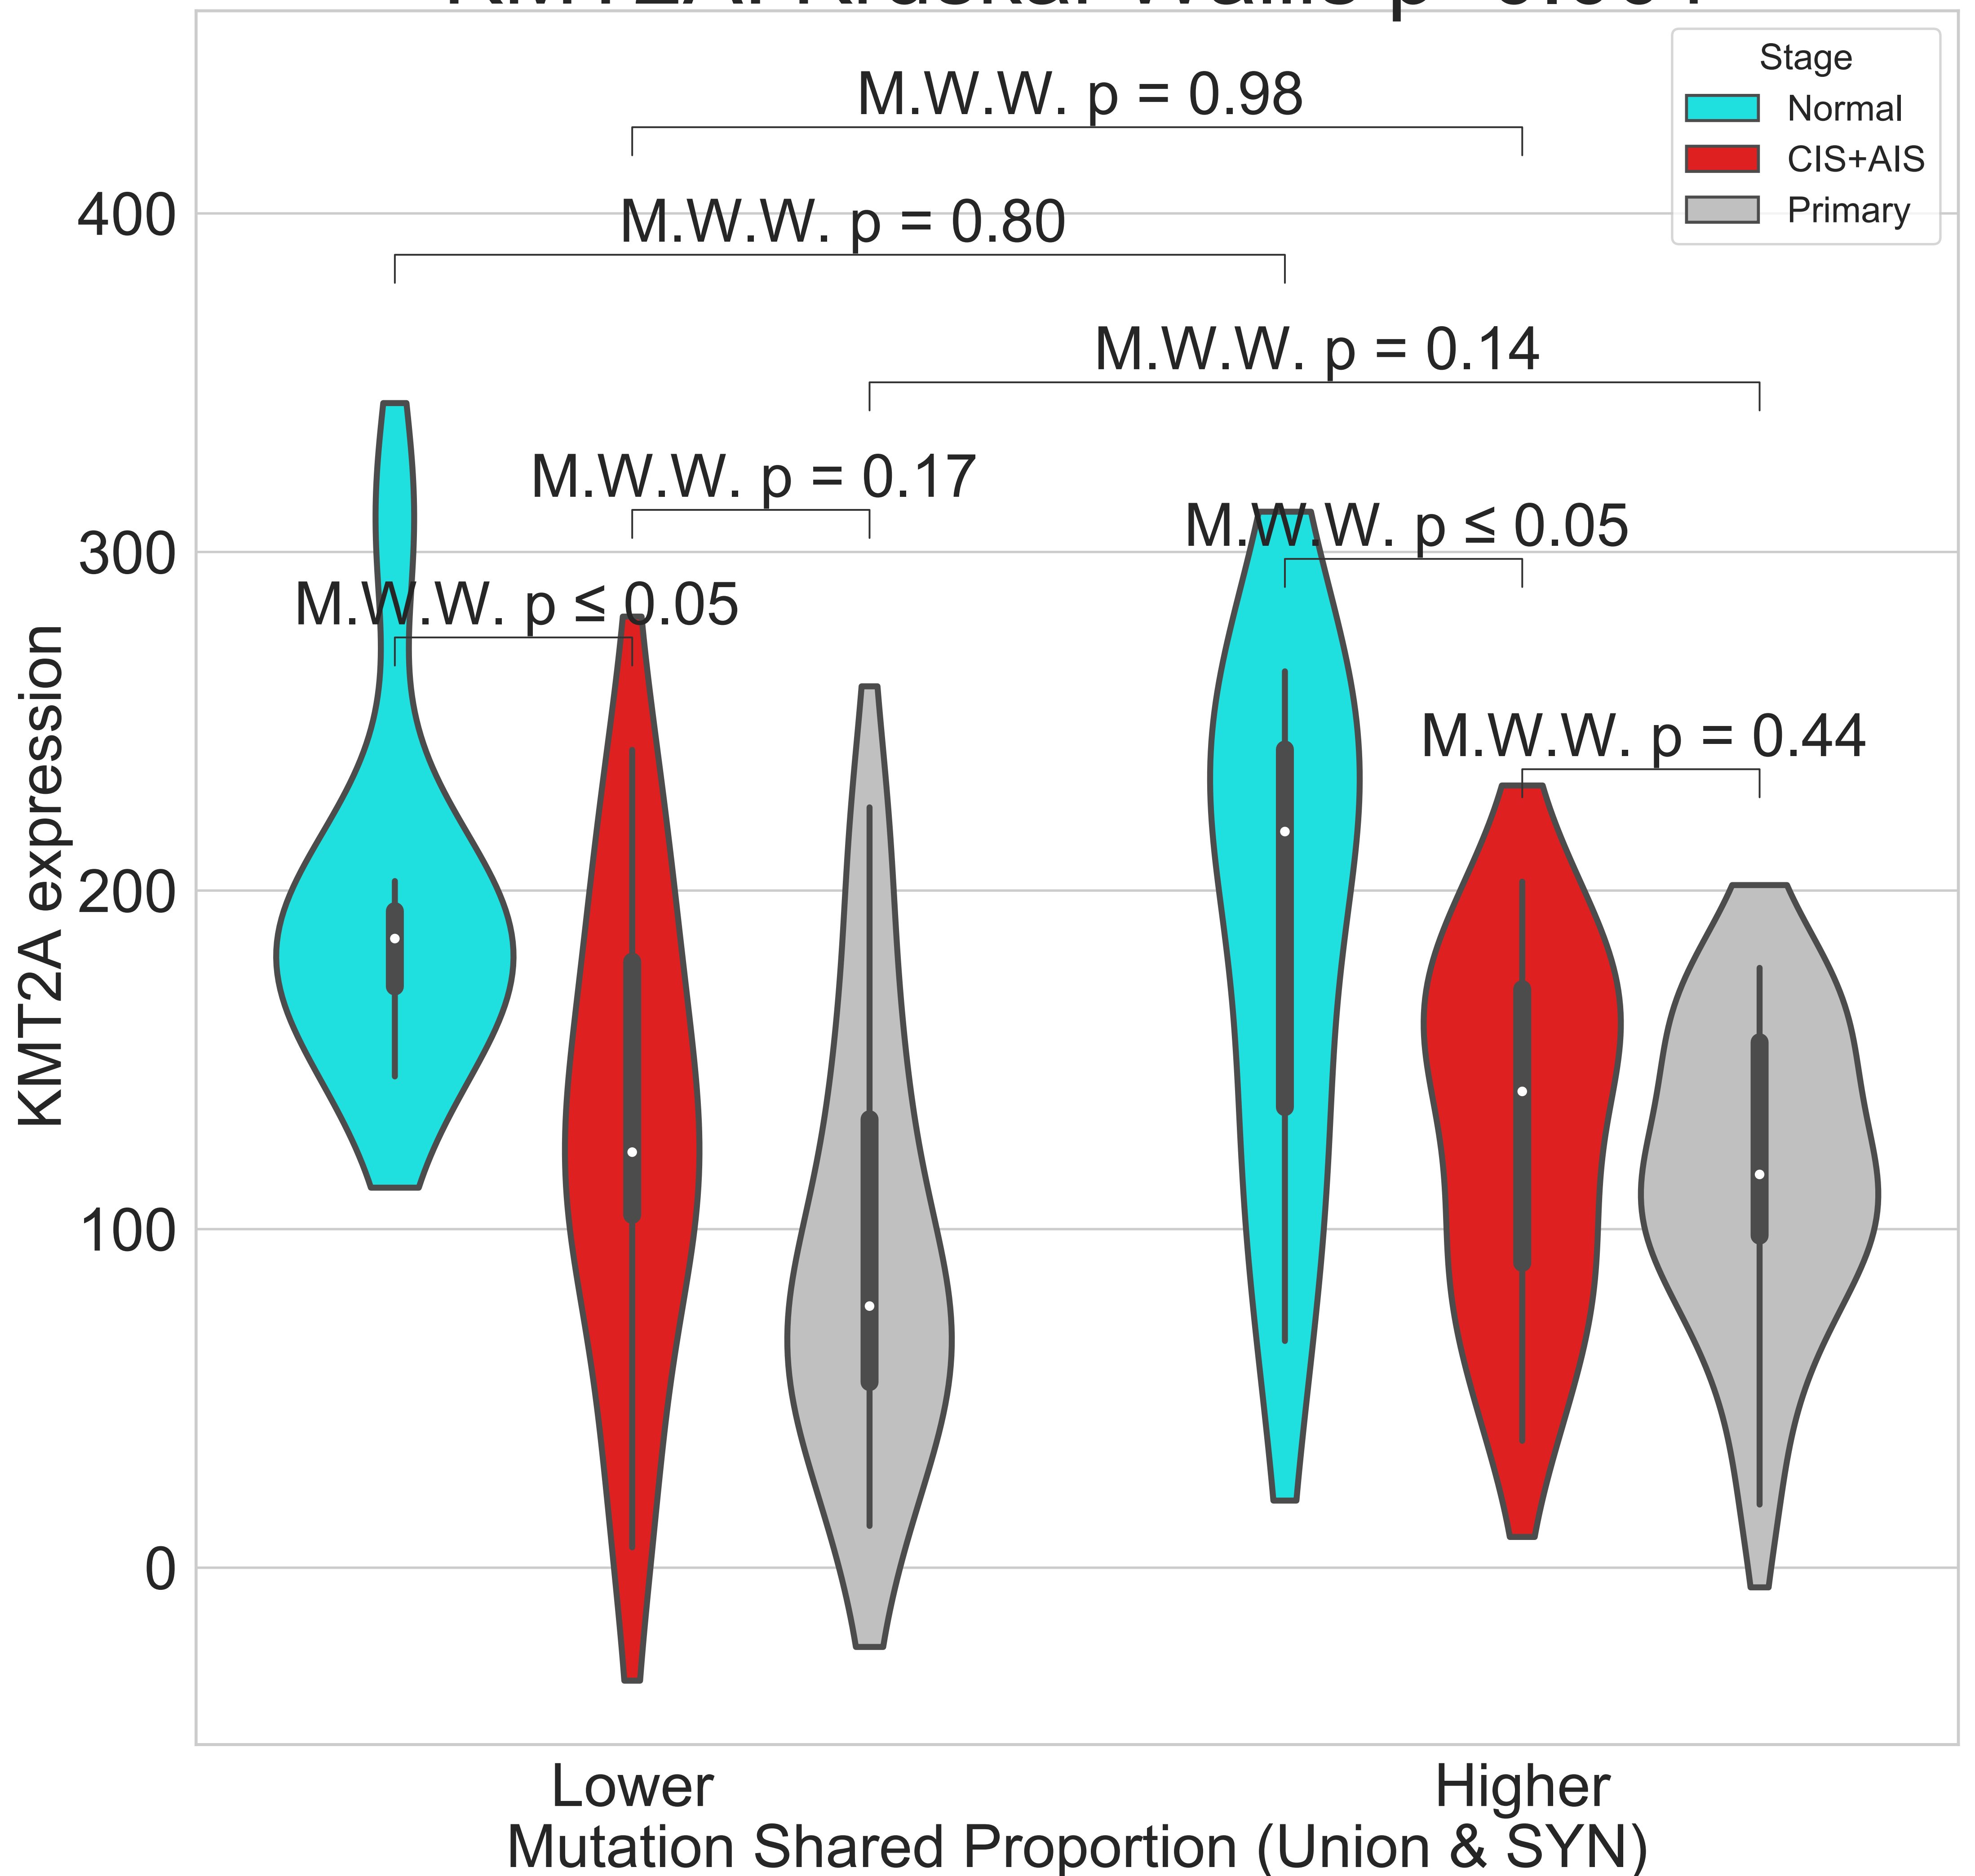 Stage
Normal
CIS+AIS
Primary
M.W.W. p = 0.98
M.W.W. p = 0.80
M.W.W. p = 0.14
M.W.W. p = 0.17
M.W.W. p ≤ 0.05
M.W.W. p ≤ 0.05
M.W.W. p = 0.44
400
300
200
100
0
KMT2A expression
Lower
Higher
Mutation Shared Proportion (Union & SYN)